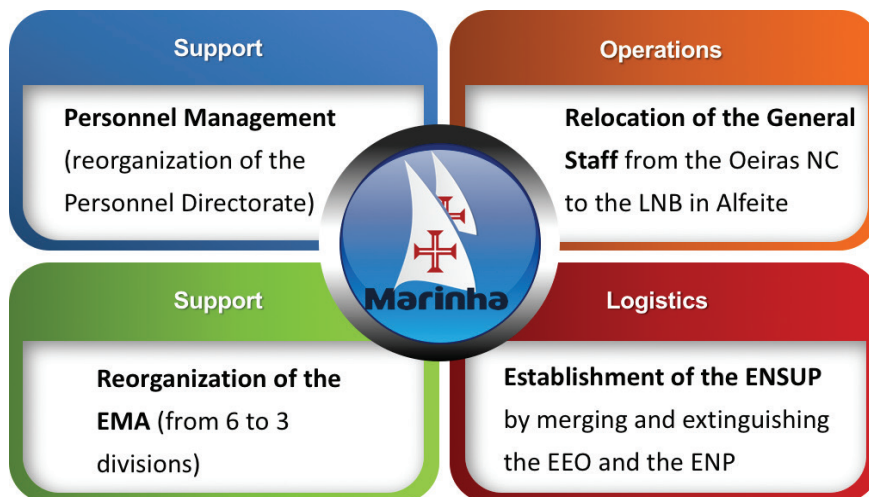 Support
Personnel Management
(reorganization of the
Personnel Directorate)
Operations
Relocation of the General
Staff from the Oeiras NC
to the LNB in Alfeite
Marinha
Support
Reorganization of the
EMA (from 6 to 3
divisions)
Logistics
Establishment of the ENSUP
by merging and extinguishing
the EEO and the ENP